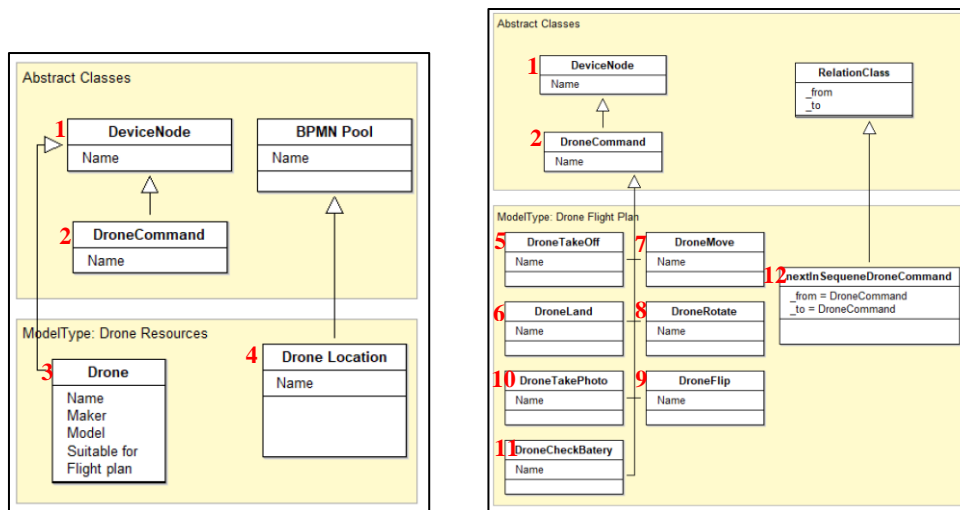 Abstract Classes
1 DeviceNode
Name
BPMN Pool
Name
2 DroneCommand
Name
ModelType: Drone Resources
3 Drone
Name
Maker
Model
Suitable for
Flight plan
4 Drone Location
Name
Abstract Classes
1 DeviceNode
Name
RelationClass
_from
_to
2 DroneCommand
Name
ModelType: Drone Flight Plan
5 DroneTakeOff
Name
7 DroneMove
Name
12 nextInSequeneDroneCommand
_from = DroneCommand
_to = DroneCommand
6 DroneLand
Name
8 DroneRotate
Name
10 DroneTakePhoto
Name
9 DroneFlip
Name
11 DroneCheckBatery
Name